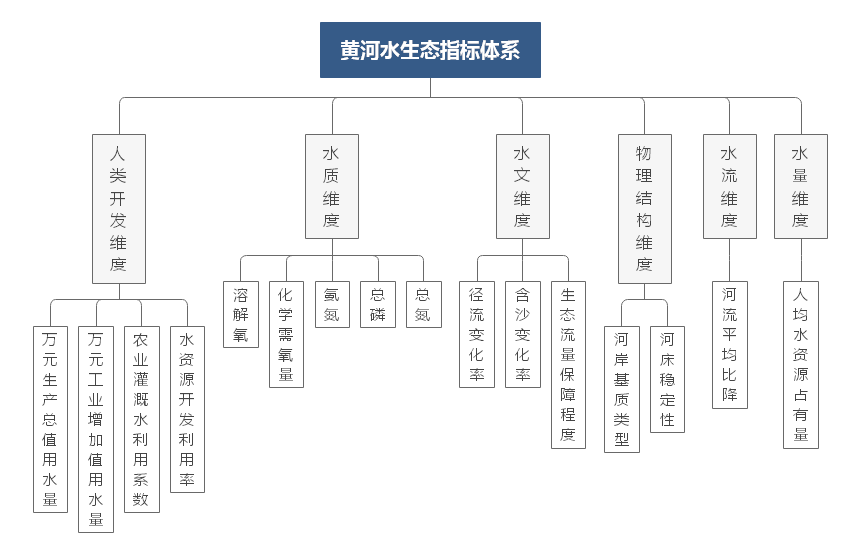 黄河水生态指标体系
人类开发维度
水质维度
水文维度
物理结构维度
水流维度
水量维度
万元生产总值用水量
万元工业增加值用水量
农业灌溉水利用系数
水资源开发利用率
溶解氧
化学需氧量
氨氮
总磷
总氮
径流变化率
含沙变化率
生态流量保障程度
河岸基质类型
河床稳定性
河流平均比降
人均水资源占有量